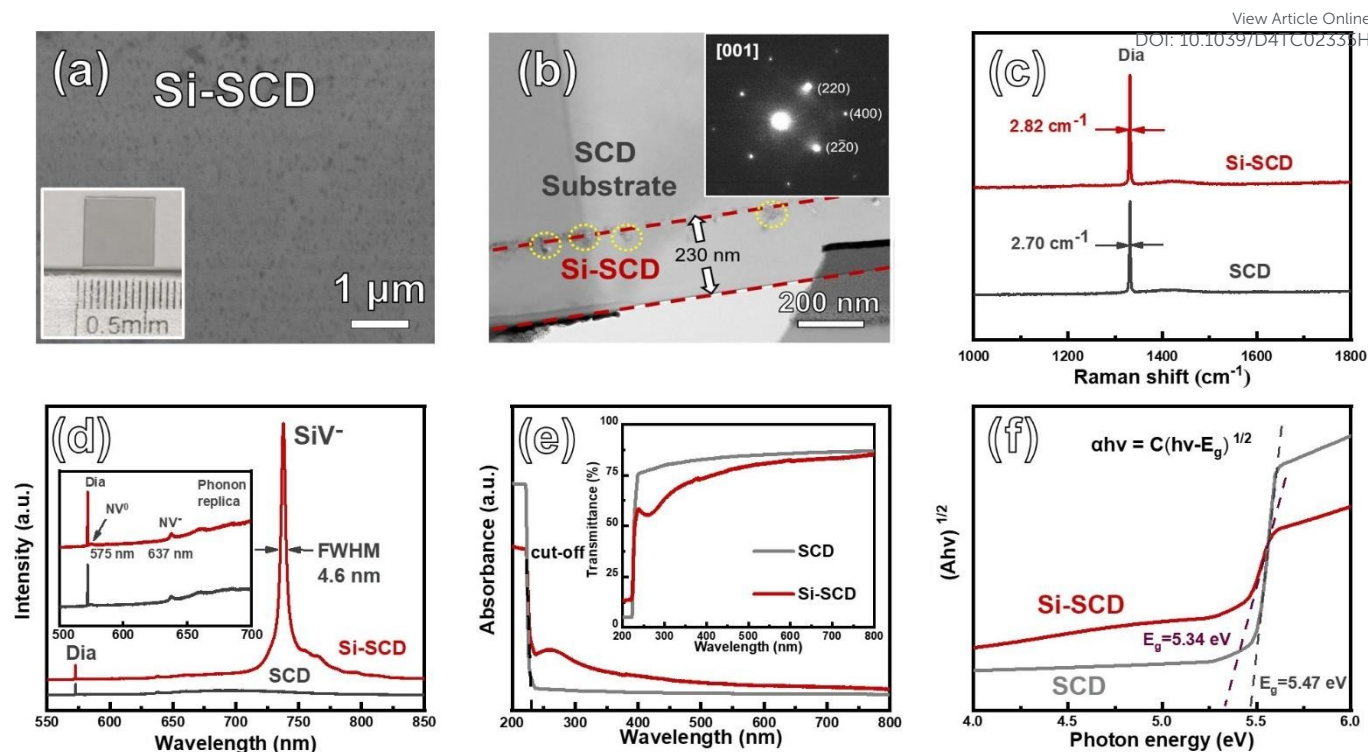 View Article Online
DOI: 10.1039/D4TC02335H
(a)
Si-SCD
0.5mm
1 μm
(b)
[001]
(220)
(400)
(22̅0)
SCD
Substrate
Si-SCD
230 nm
200 nm
(c)
Dia
2.82 cm⁻¹
Si-SCD
2.70 cm⁻¹
SCD
1000 1200 1400 1600 1800
Raman shift (cm⁻¹)
(d)
SiV⁻
Dia
NV⁰
575 nm
NV⁻
637 nm
Phonon
replica
500 550 600 650 700
FWHM
4.6 nm
Dia
Si-SCD
SCD
Intensity (a.u.)
550 600 650 700 750 800 850
Wavelength (nm)
(e)
cut-off
Transmittance (%)
100
75
50
25
0
SCD
Si-SCD
200 300 400 500 600 700 800
Wavelength (nm)
Absorbance (a.u.)
200 300 400 500 600 700 800
Wavelength (nm)
(f)
αhν = C(hν-Eg) 1/2
(Ahν) 1/2
Si-SCD
Eg=5.34 eV
SCD
Eg=5.47 eV
4.0 4.5 5.0 5.5 6.0
Photon energy (eV)